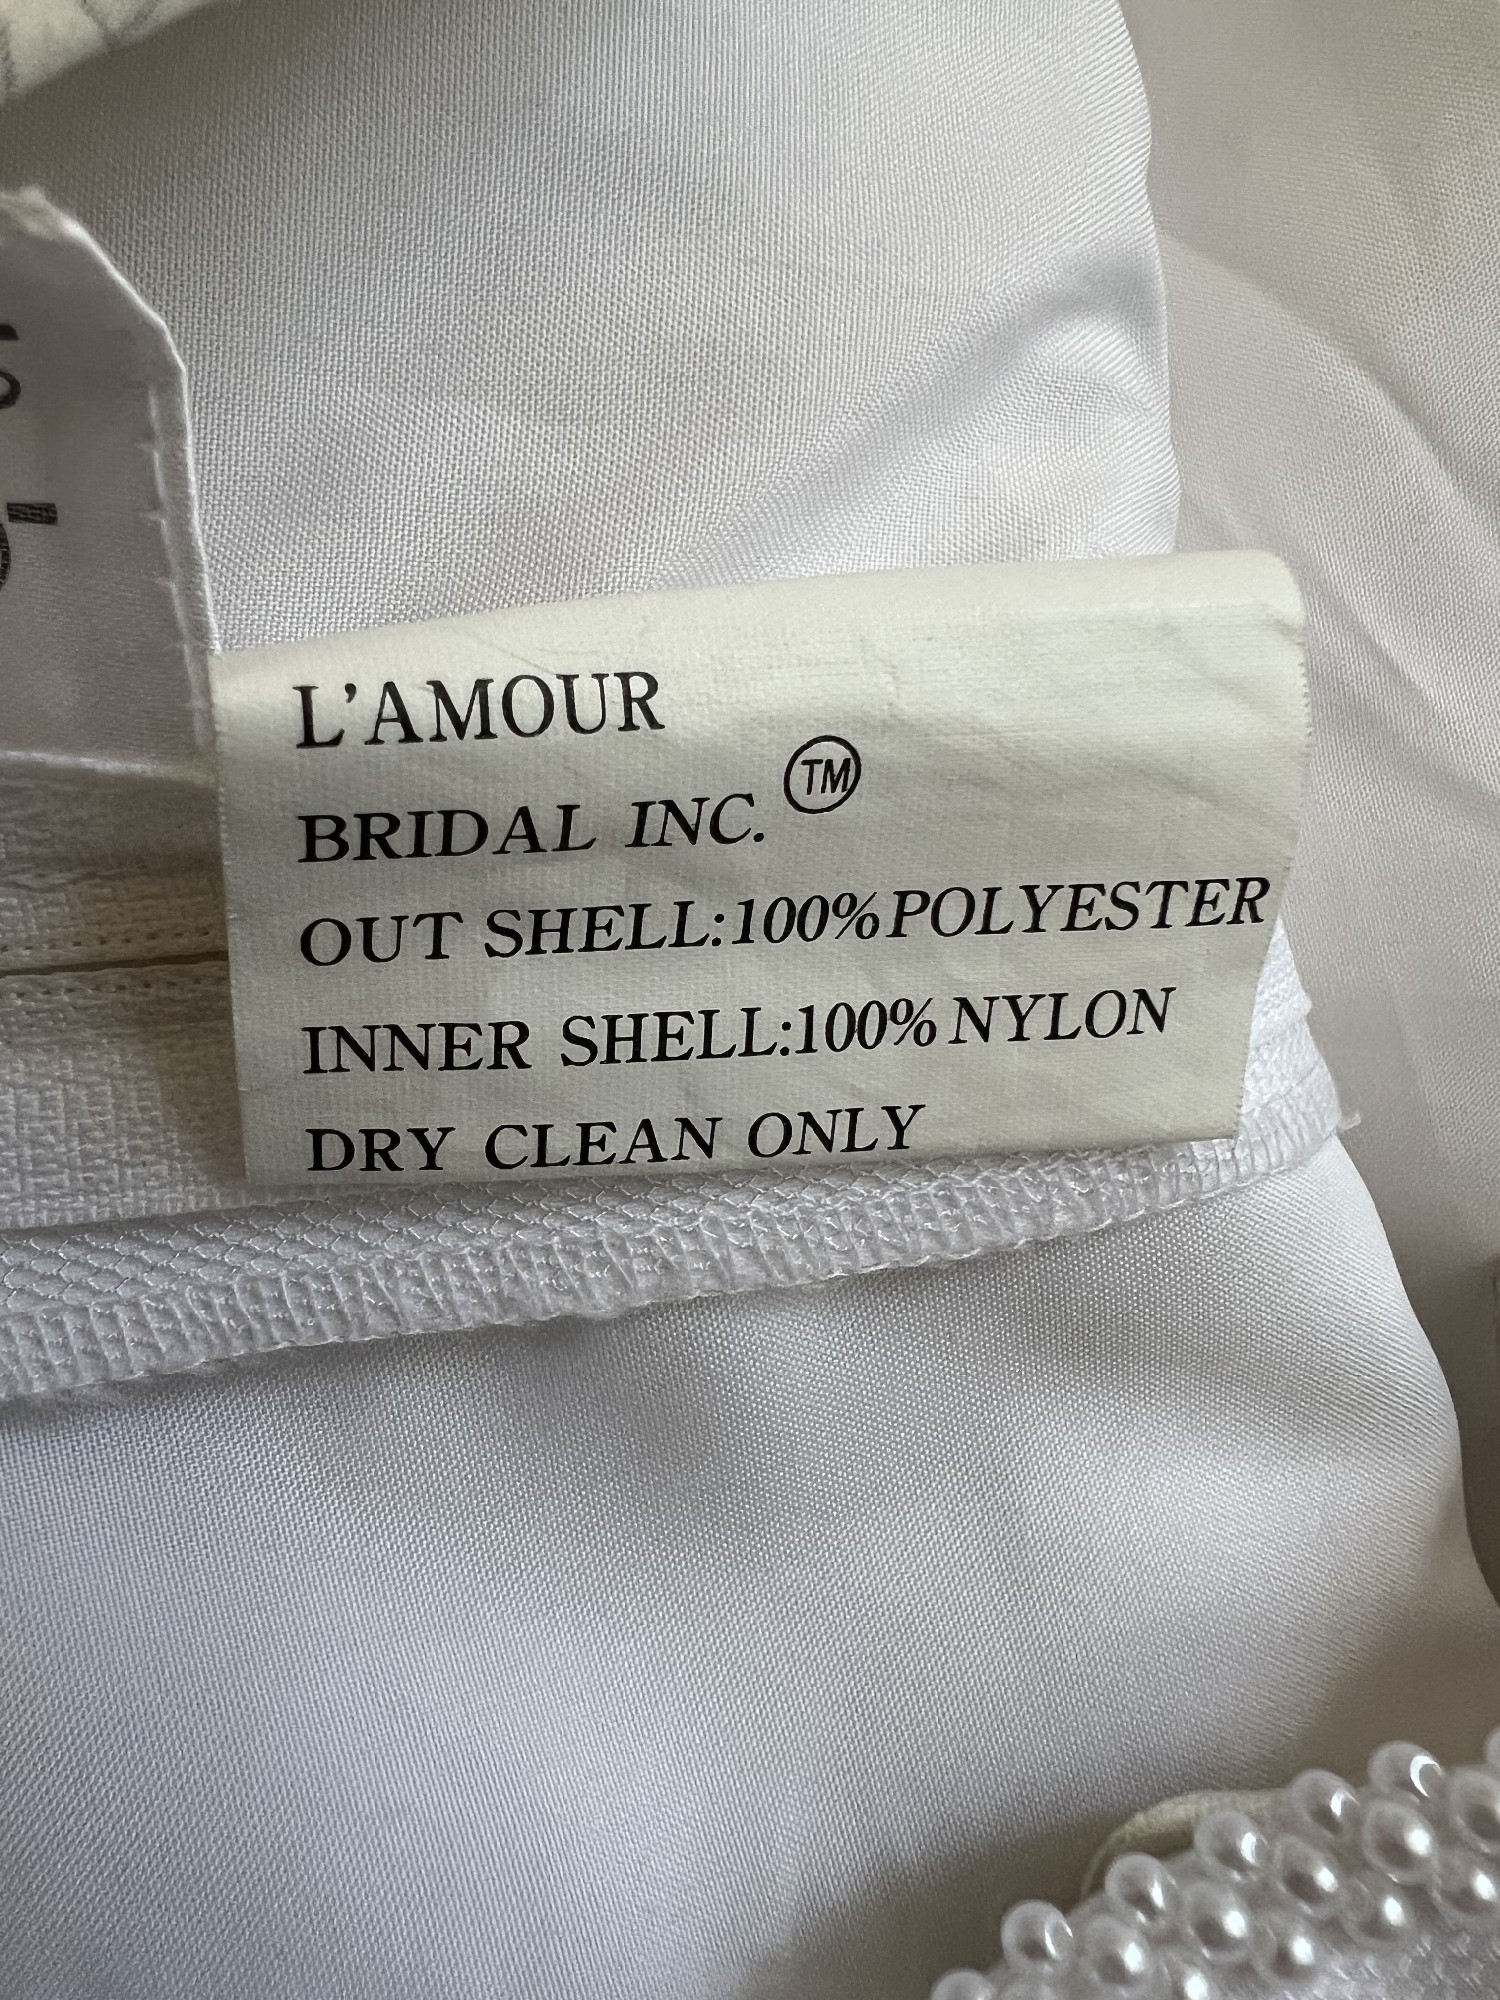 L'AMOUR
BRIDAL INC. TM
OUT SHELL:100%POLYESTER
INNER SHELL:100%NYLON
DRY CLEAN ONLY